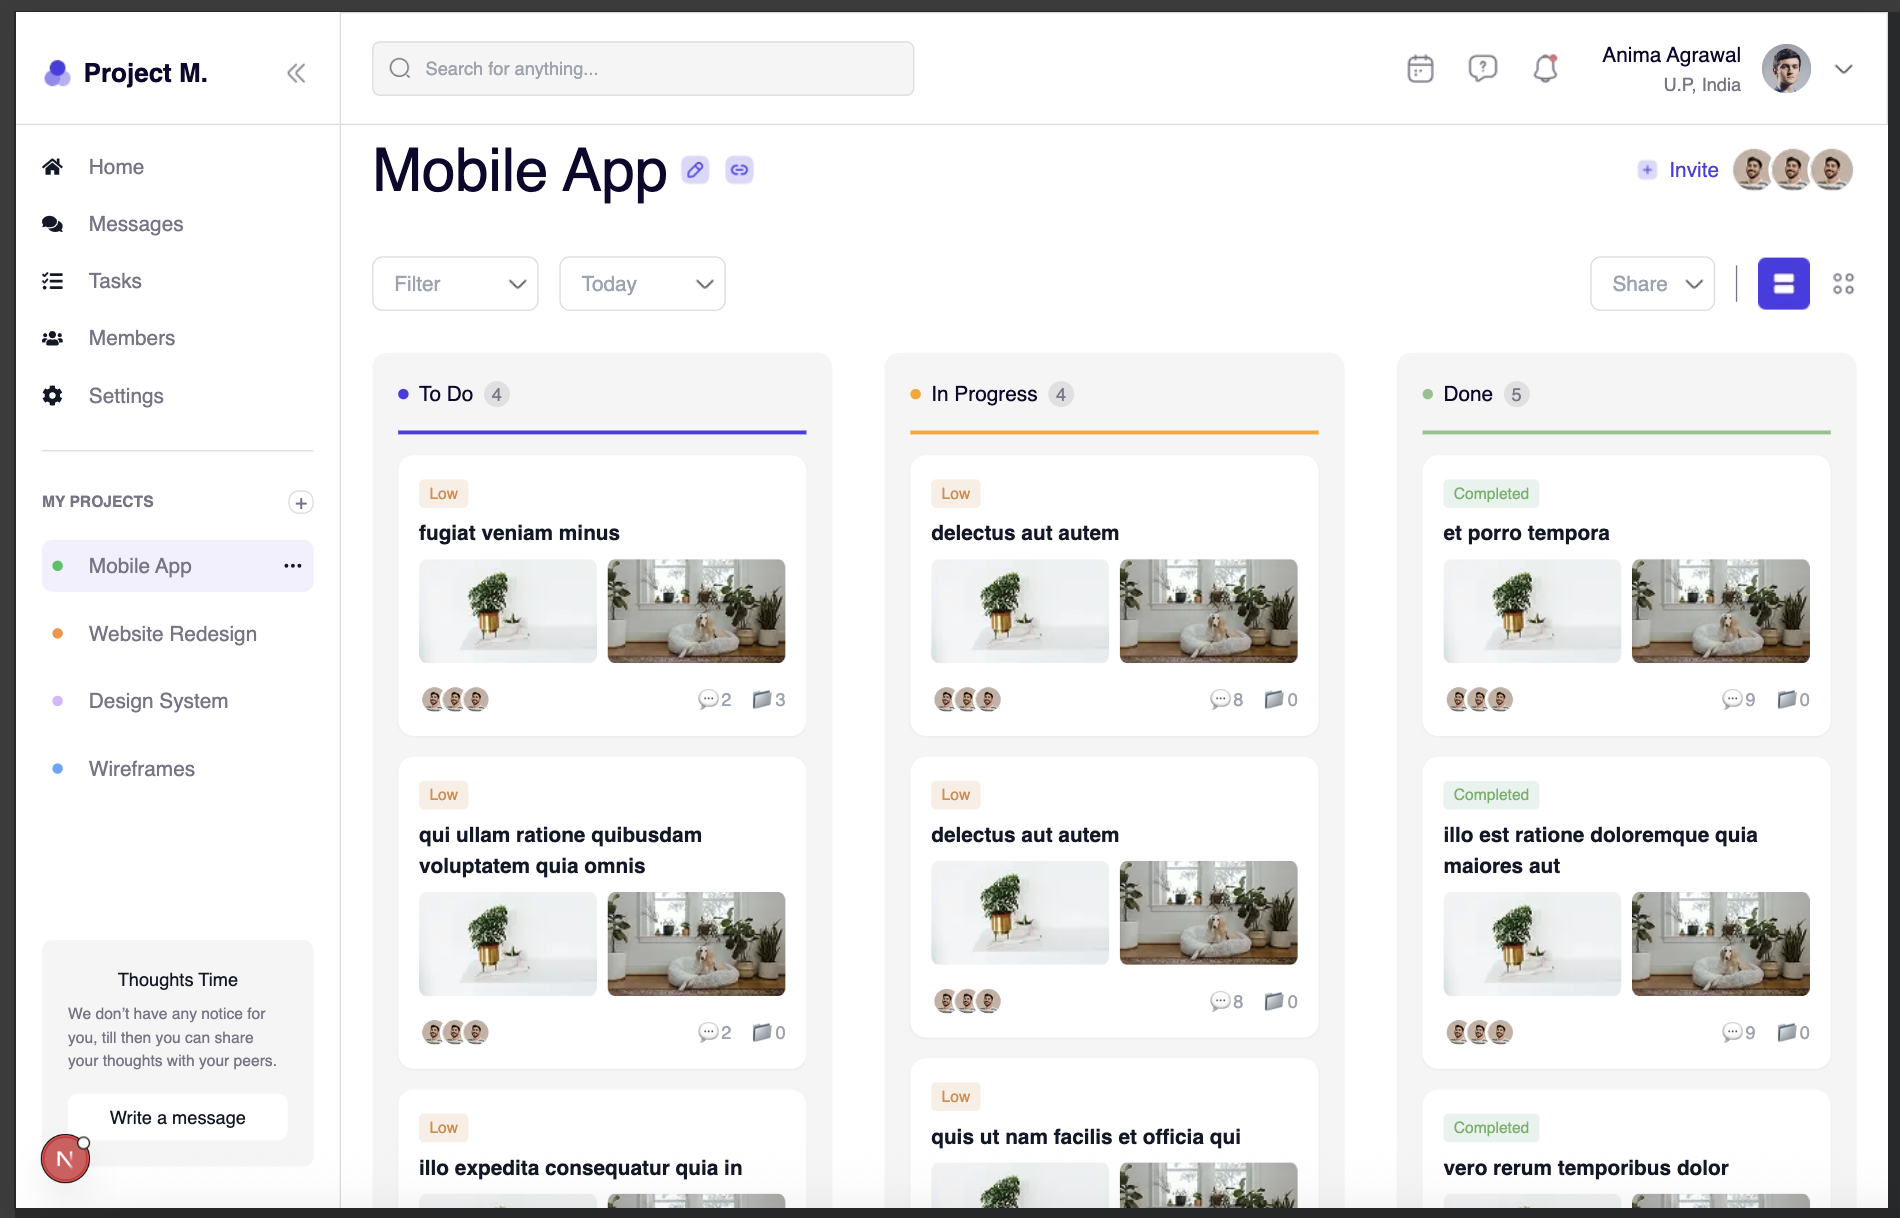 Project M.
Search for anything...
Anima Agrawal
U.P, India
Home
Messages
Tasks
Members
Settings
MY PROJECTS
Mobile App
Website Redesign
Design System
Wireframes
Thoughts Time
We don't have any notice for
you, till then you can share
your thoughts with your peers.
Write a message
N
Mobile App
Invite
Filter
Today
Share
To Do 4
Low
fugiat veniam minus
2 3
Low
qui ullam ratione quibusdam
voluptatem quia omnis
2 0
Low
illo expedita consequatur quia in
In Progress 4
Low
delectus aut autem
8 0
Low
delectus aut autem
8 0
Low
quis ut nam facilis et officia qui
Done 5
Completed
et porro tempora
9 0
Completed
illo est ratione doloremque quia
maiores aut
9 0
Completed
vero rerum temporibus dolor